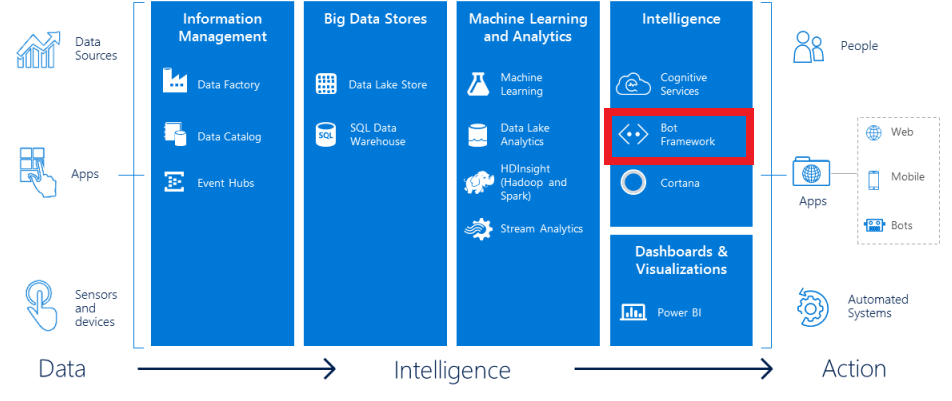 Data
Sources
Apps
Sensors
and
devices
Information
Management
Data Factory
Data Catalog
Event Hubs
Big Data Stores
Data Lake Store
SQL
SQL Data
Warehouse
Machine Learning
and Analytics
Machine
Learning
Data Lake
Analytics
HDInsight
(Hadoop and
Spark)
Stream Analytics
Intelligence
Cognitive
Services
Bot
Framework
Cortana
Dashboards &
Visualizations
Power BI
People
Apps
Web
Mobile
Bots
Automated
Systems
Data
Intelligence
Action